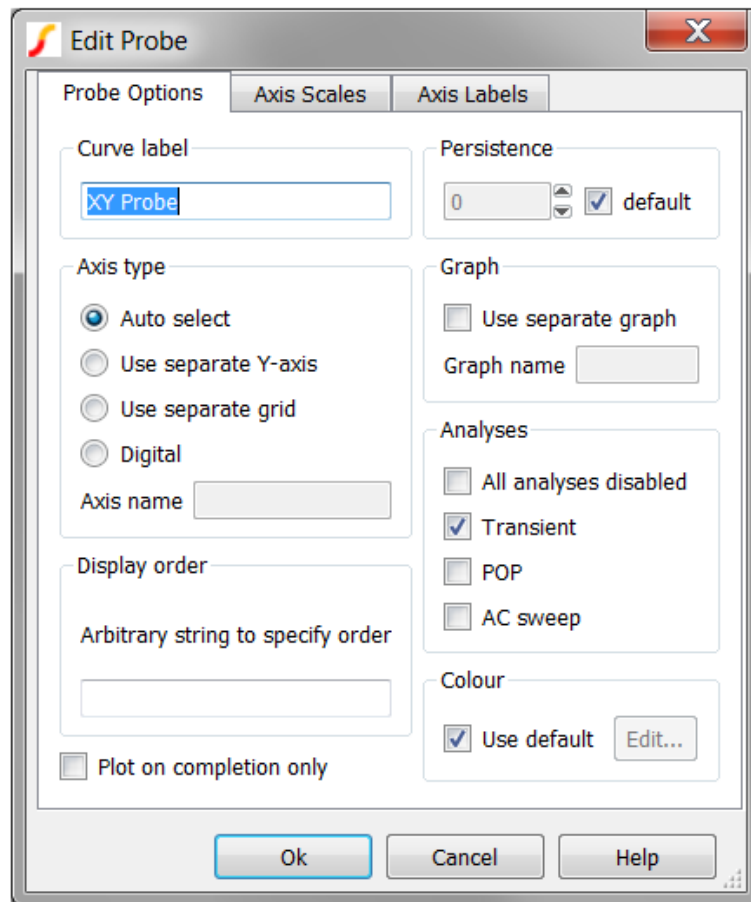 Edit Probe
X
Probe Options
Axis Scales
Axis Labels
Curve label
XY Probe
Axis type
Auto select
Use separate Y-axis
Use separate grid
Digital
Axis name
Display order
Arbitrary string to specify order
Plot on completion only
Persistence
0
default
Graph
Use separate graph
Graph name
Analyses
All analyses disabled
Transient
POP
AC sweep
Colour
Use default
Edit...
Ok
Cancel
Help